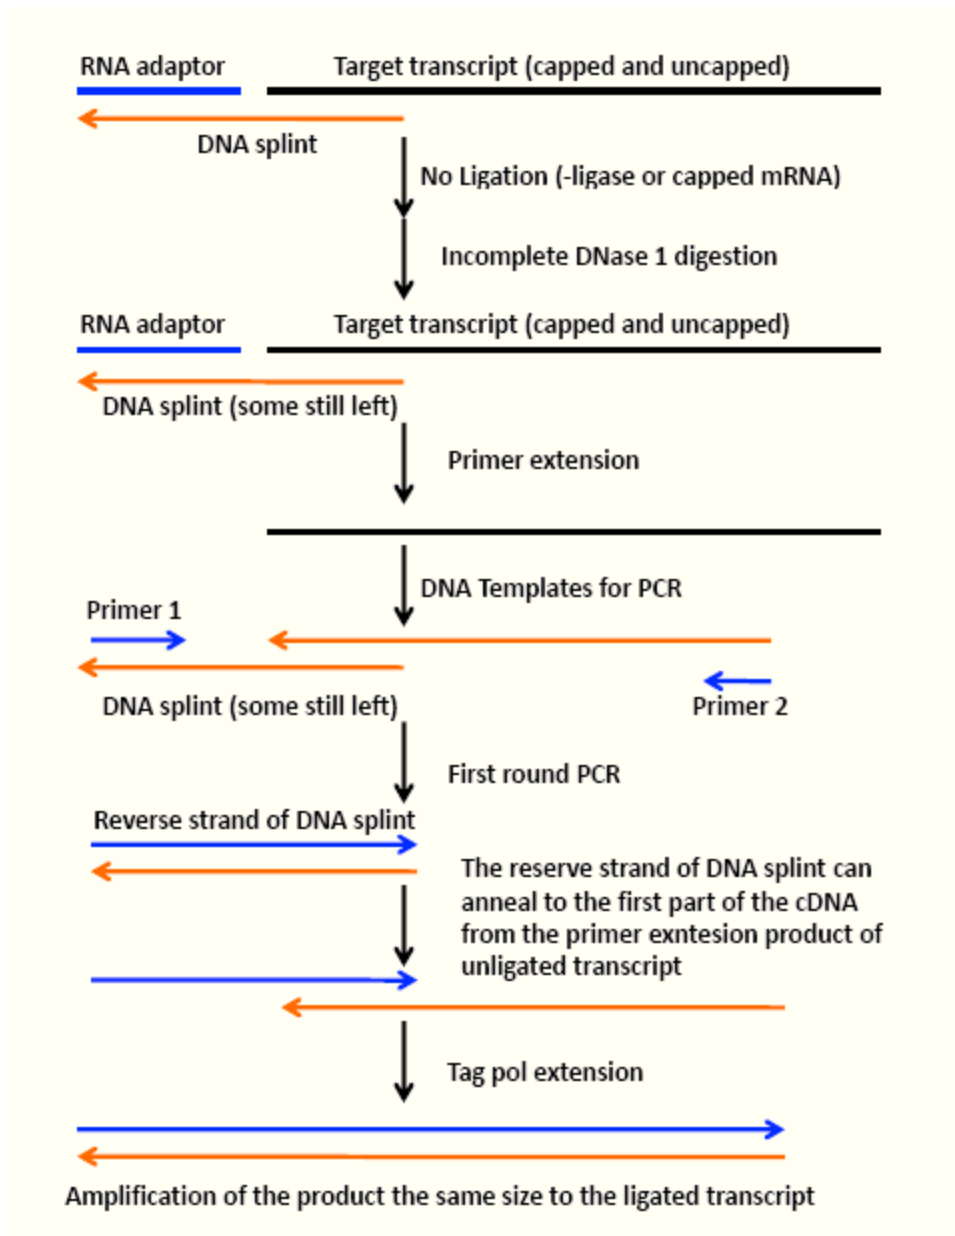 RNA adaptor
Target transcript (capped and uncapped)
DNA splint
No Ligation (-ligase or capped mRNA)
Incomplete DNase 1 digestion
RNA adaptor
Target transcript (capped and uncapped)
DNA splint (some still left)
Primer extension
DNA Templates for PCR
Primer 1
DNA splint (some still left)
Primer 2
First round PCR
Reverse strand of DNA splint
The reserve strand of DNA splint can
anneal to the first part of the cDNA
from the primer exntesion product of
unligated transcript
Tag pol extension
Amplification of the product the same size to the ligated transcript